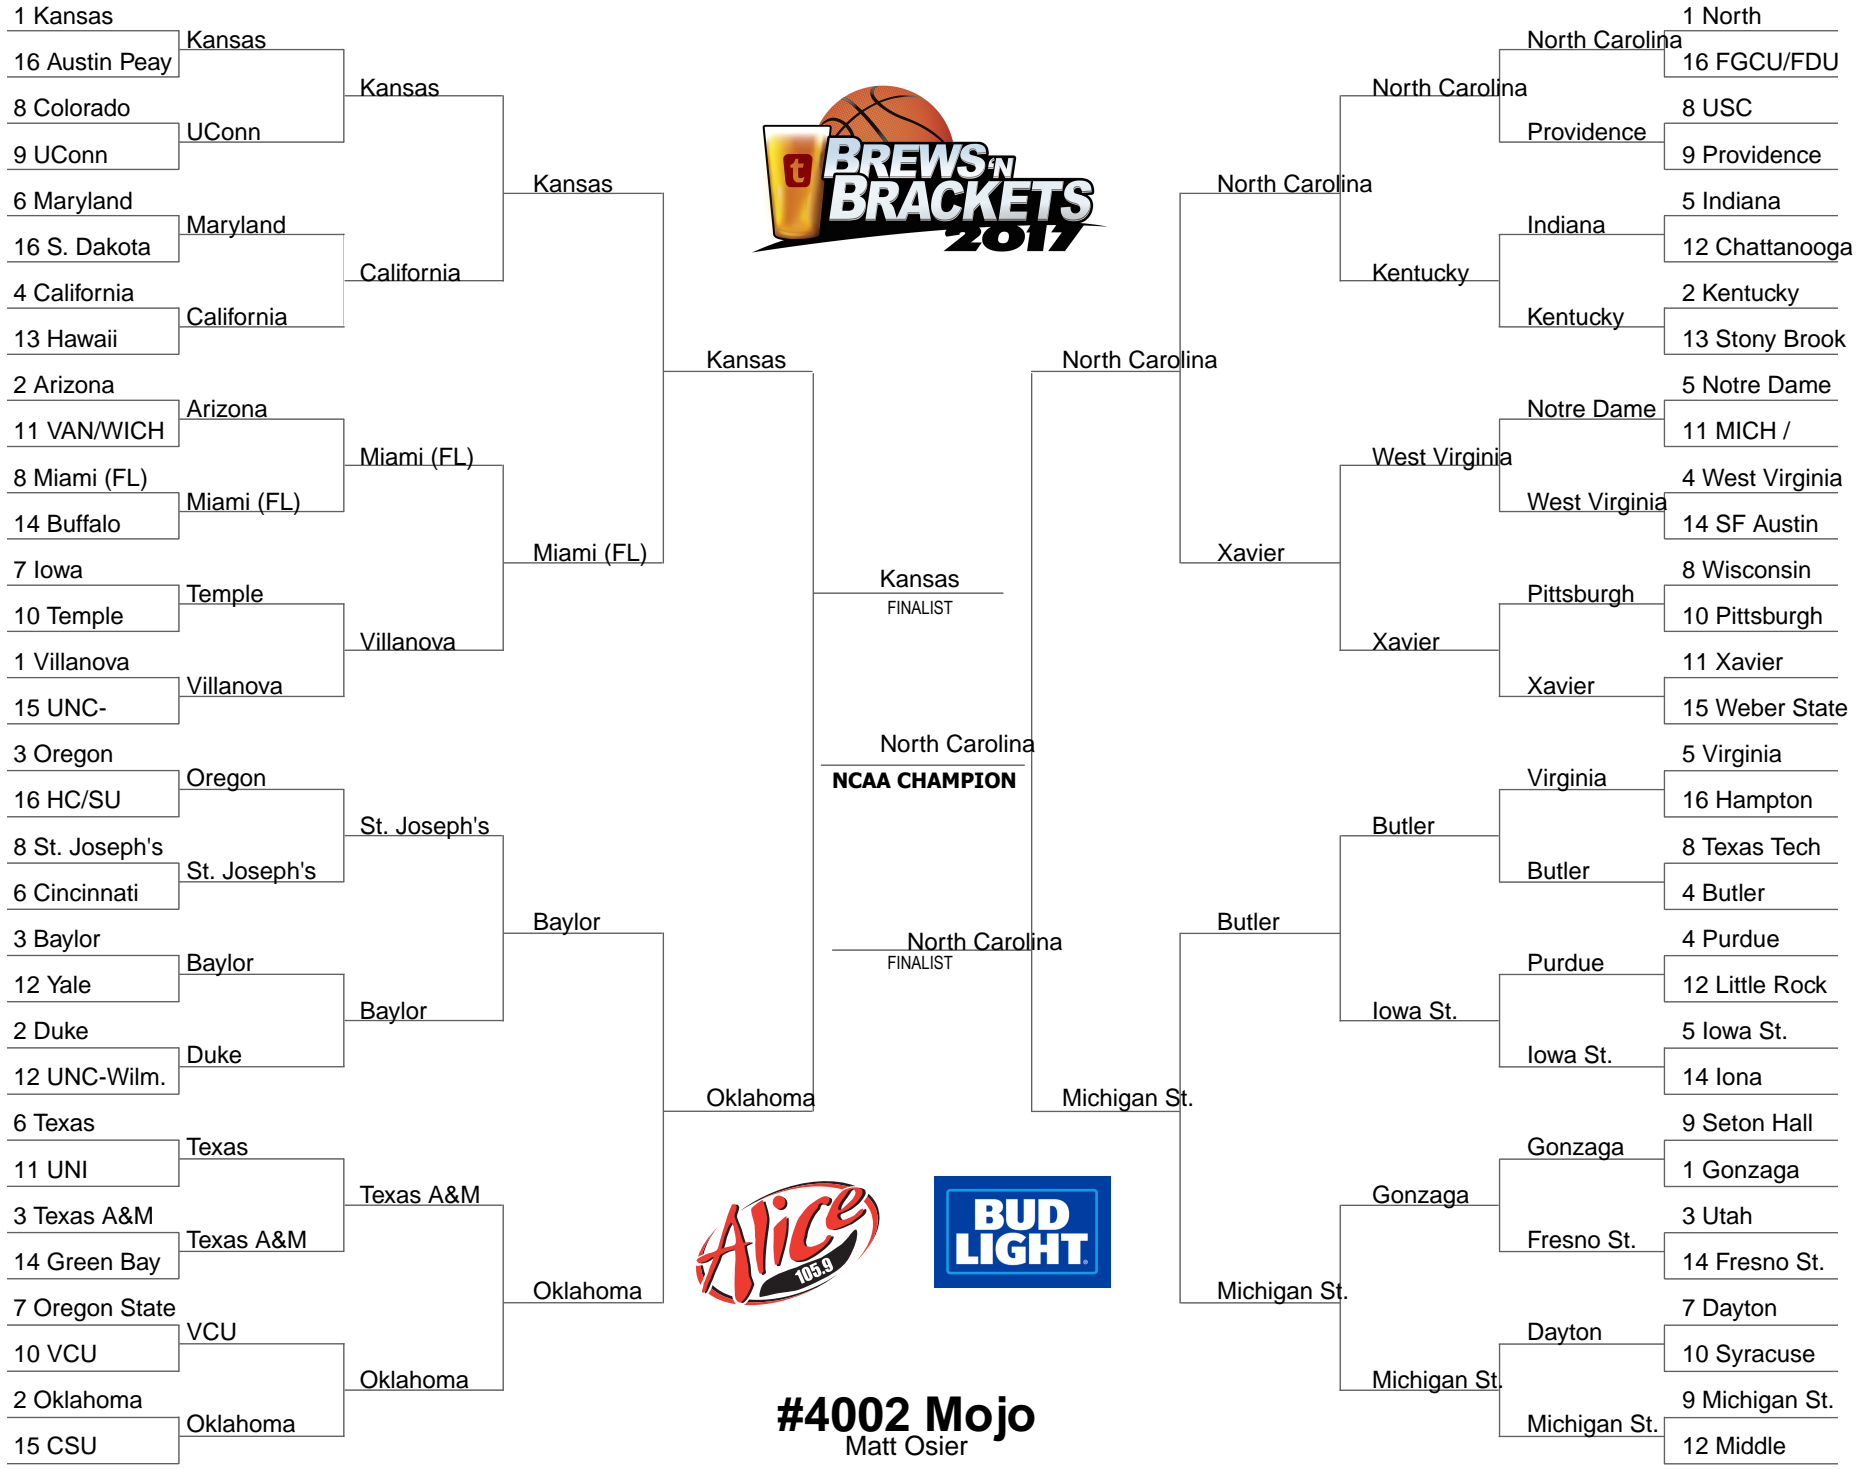 1 Kansas
16 Austin Peay
8 Colorado
9 UConn
6 Maryland
16 S. Dakota
4 California
13 Hawaii
2 Arizona
11 VAN/WICH
8 Miami (FL)
14 Buffalo
7 Iowa
10 Temple
1 Villanova
15 UNC-
3 Oregon
16 HC/SU
8 St. Joseph's
6 Cincinnati
3 Baylor
12 Yale
2 Duke
12 UNC-Wilm.
6 Texas
11 UNI
3 Texas A&M
14 Green Bay
7 Oregon State
10 VCU
2 Oklahoma
15 CSU
Kansas
UConn
Maryland
California
Arizona
Miami (FL)
Temple
Villanova
Oregon
St. Joseph's
Baylor
Duke
Texas
Texas A&M
VCU
Oklahoma
Kansas
California
Miami (FL)
Villanova
St. Joseph's
Baylor
Texas A&M
Oklahoma
Kansas
Miami (FL)
Baylor
Oklahoma
Kansas
Oklahoma
t
BREWS 'N
BRACKETS
2017
Kansas
FINALIST
North Carolina
NCAA CHAMPION
North Carolina
FINALIST
Alice
105.9
BUD
LIGHT
#4002 Mojo
Matt Osier
North Carolina
Michigan St.
North Carolina
Xavier
Butler
Michigan St.
North Carolina
Kentucky
West Virginia
Xavier
Butler
Iowa St.
Gonzaga
Michigan St.
North Carolina
Providence
Indiana
Kentucky
Notre Dame
West Virginia
Pittsburgh
Xavier
Virginia
Butler
Purdue
Iowa St.
Gonzaga
Fresno St.
Dayton
Michigan St.
1 North
16 FGCU/FDU
8 USC
9 Providence
5 Indiana
12 Chattanooga
2 Kentucky
13 Stony Brook
5 Notre Dame
11 MICH /
4 West Virginia
14 SF Austin
8 Wisconsin
10 Pittsburgh
11 Xavier
15 Weber State
5 Virginia
16 Hampton
8 Texas Tech
4 Butler
4 Purdue
12 Little Rock
5 Iowa St.
14 Iona
9 Seton Hall
1 Gonzaga
3 Utah
14 Fresno St.
7 Dayton
10 Syracuse
9 Michigan St.
12 Middle